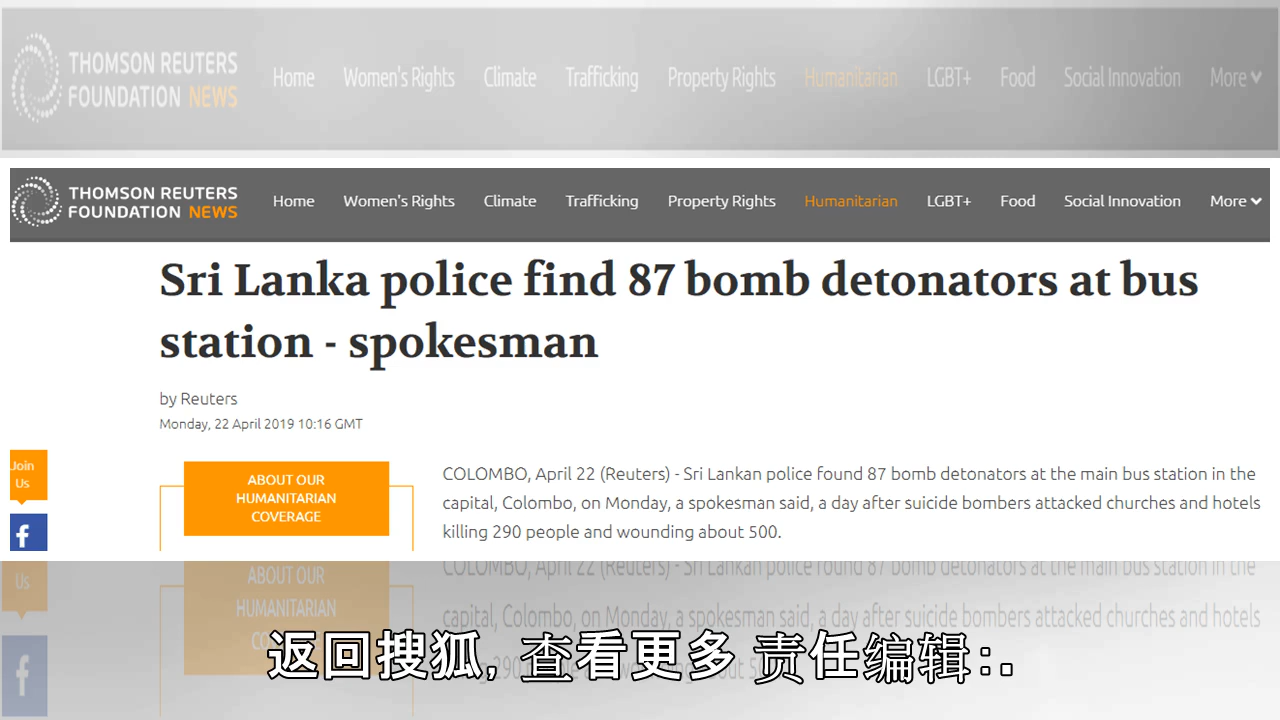 THOMSON REUTERS
FOUNDATION NEWS
Home Women's Rights Climate Trafficking Property Rights Humanitarian LGBT+ Food Social Innovation More
THOMSON REUTERS
FOUNDATION NEWS
Home Women's Rights Climate Trafficking Property Rights Humanitarian LGBT+ Food Social Innovation More
Sri Lanka police find 87 bomb detonators at bus
station - spokesman
by Reuters
Monday, 22 April 2019 10:16 GMT
Join
Us
ABOUT OUR
HUMANITARIAN
COVERAGE
COLOMBO, April 22 (Reuters) - Sri Lankan police found 87 bomb detonators at the main bus station in the
capital, Colombo, on Monday, a spokesman said, a day after suicide bombers attacked churches and hotels
killing 290 people and wounding about 500.
Us
ABOUT OUR
HUMANITARIAN
COLOMBO, April 22 (Reuters) - Sri Lankan police found 87 bomb detonators at the main bus station in the
capital, Colombo, on Monday, a spokesman said, a day after suicide bombers attacked churches and hotels
返回搜狐, 查看更多 责任编辑:.